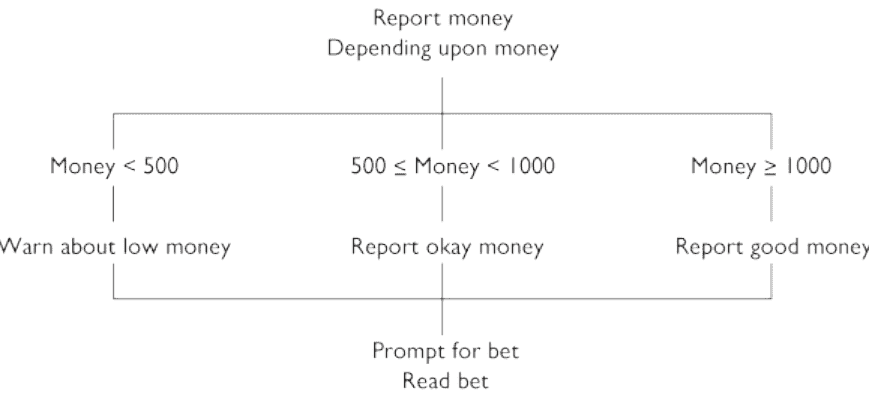 Report money
Depending upon money
Money < 500
500 ≤ Money < 1000
Money ≥ 1000
Warn about low money
Report okay money
Report good money
Prompt for bet
Read bet